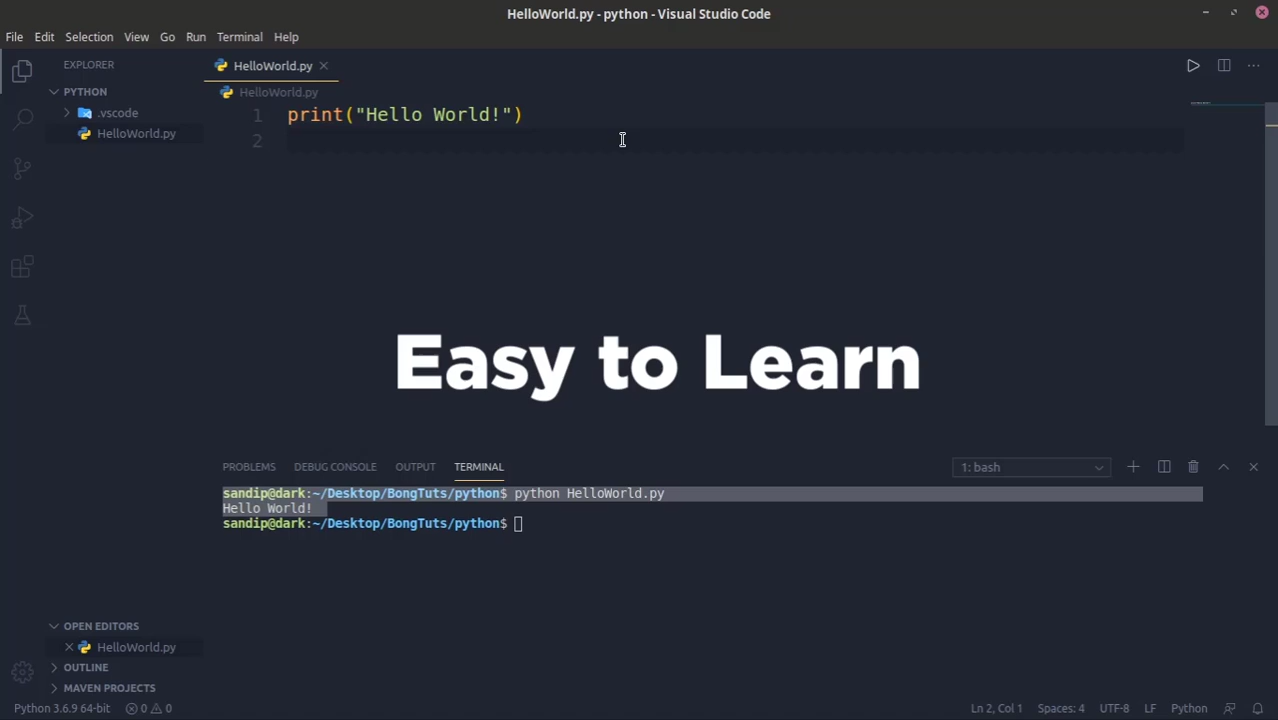 HelloWorld.py - python - Visual Studio Code
File Edit Selection View Go Run Terminal Help
EXPLORER
HelloWorld.py
PYTHON
.vscode
HelloWorld.py
HelloWorld.py
1 print("Hello World!")
2
Easy to Learn
PROBLEMS DEBUG CONSOLE OUTPUT TERMINAL 1: bash
sandip@dark:~/Desktop/BongTuts/python$ python HelloWorld.py
Hello World!
sandip@dark:~/Desktop/BongTuts/python$
OPEN EDITORS
HelloWorld.py
OUTLINE
MAVEN PROJECTS
Python 3.6.9 64-bit 0 0 Ln 2, Col 1 Spaces: 4 UTF-8 LF Python